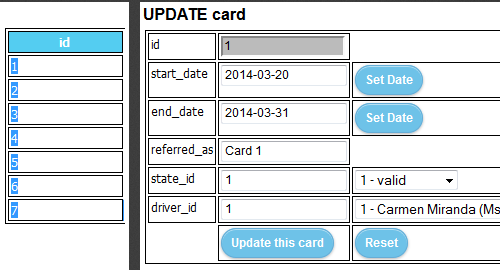 id
1
2
3
4
5
6
7
UPDATE card
id 1
start_date 2014-03-20 Set Date
end_date 2014-03-31 Set Date
referred_as Card 1
state_id 1 1 - valid
driver_id 1 1 - Carmen Miranda (Ms
Update this card Reset